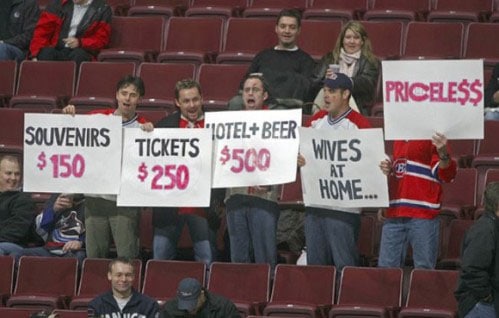 SOUVENIRS
$150
TICKETS
$250
HOTEL + BEER
$500
WIVES
AT
HOME...
PRICELE$$